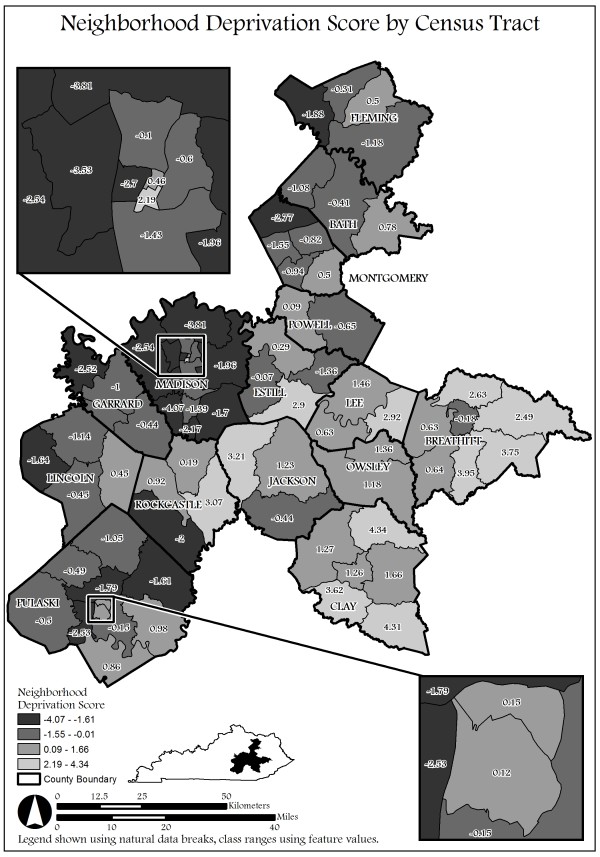 Neighborhood Deprivation Score by Census Tract
-3.81
-0.1
-0.6
-3.53
-2.7
0.46
-2.54
2.19
-1.43
-1.96
-0.31
-1.88
0.5
FLEMING
-1.18
-1.08
-0.41
-2.77
BATH
0.78
-1.55
-0.82
-0.94
0.5
MONTGOMERY
0.09
POWELL
-0.65
-3.81
-2.54
-1.96
MADISON
0.29
-2.52
-1
-0.07
-1.36
ESTILL
2.9
GARRARD
-4.07
-1.39
-1.7
-0.44
-2.17
1.46
LEE
2.92
0.63
2.63
0.63
-0.18
2.49
BREATHITT
3.75
0.64
3.95
-1.14
-1.64
LINCOLN
0.43
-0.45
0.19
0.92
ROCKCASTLE
3.07
-2
3.21
1.23
JACKSON
-0.44
1.36
OWSLEY
1.18
4.34
1.27
1.26
1.66
3.62
CLAY
4.31
-1.05
-0.49
-1.61
-1.79
PULASKI
-0.5
-2.53
-0.15
0.98
0.86
-1.79
0.15
-2.53
0.12
-0.15
Neighborhood
Deprivation Score
-4.07 - -1.61
-1.55 - -0.01
0.09 - 1.66
2.19 - 4.34
County Boundary
0 12.5 25 50
Kilometers
Miles
0 10 20 40
Legend shown using natural data breaks, class ranges using feature values.